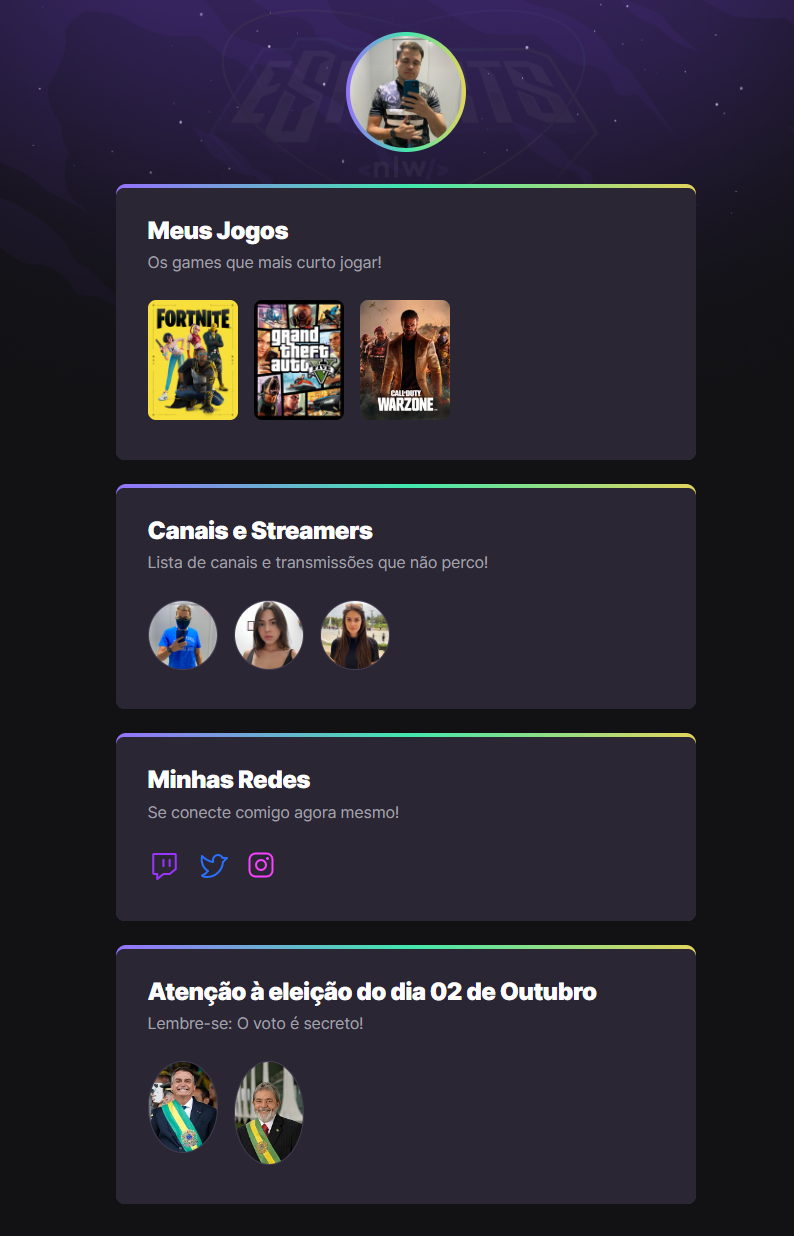 ESPORTS
<nlw/>
Meus Jogos
Os games que mais curto jogar!
FORTNITE
grand
theft
auto V
FIVE
CALL OF DUTY
WARZONE
Canais e Streamers
Lista de canais e transmissões que não perco!
Minhas Redes
Se conecte comigo agora mesmo!
Atenção à eleição do dia 02 de Outubro
Lembre-se: O voto é secreto!